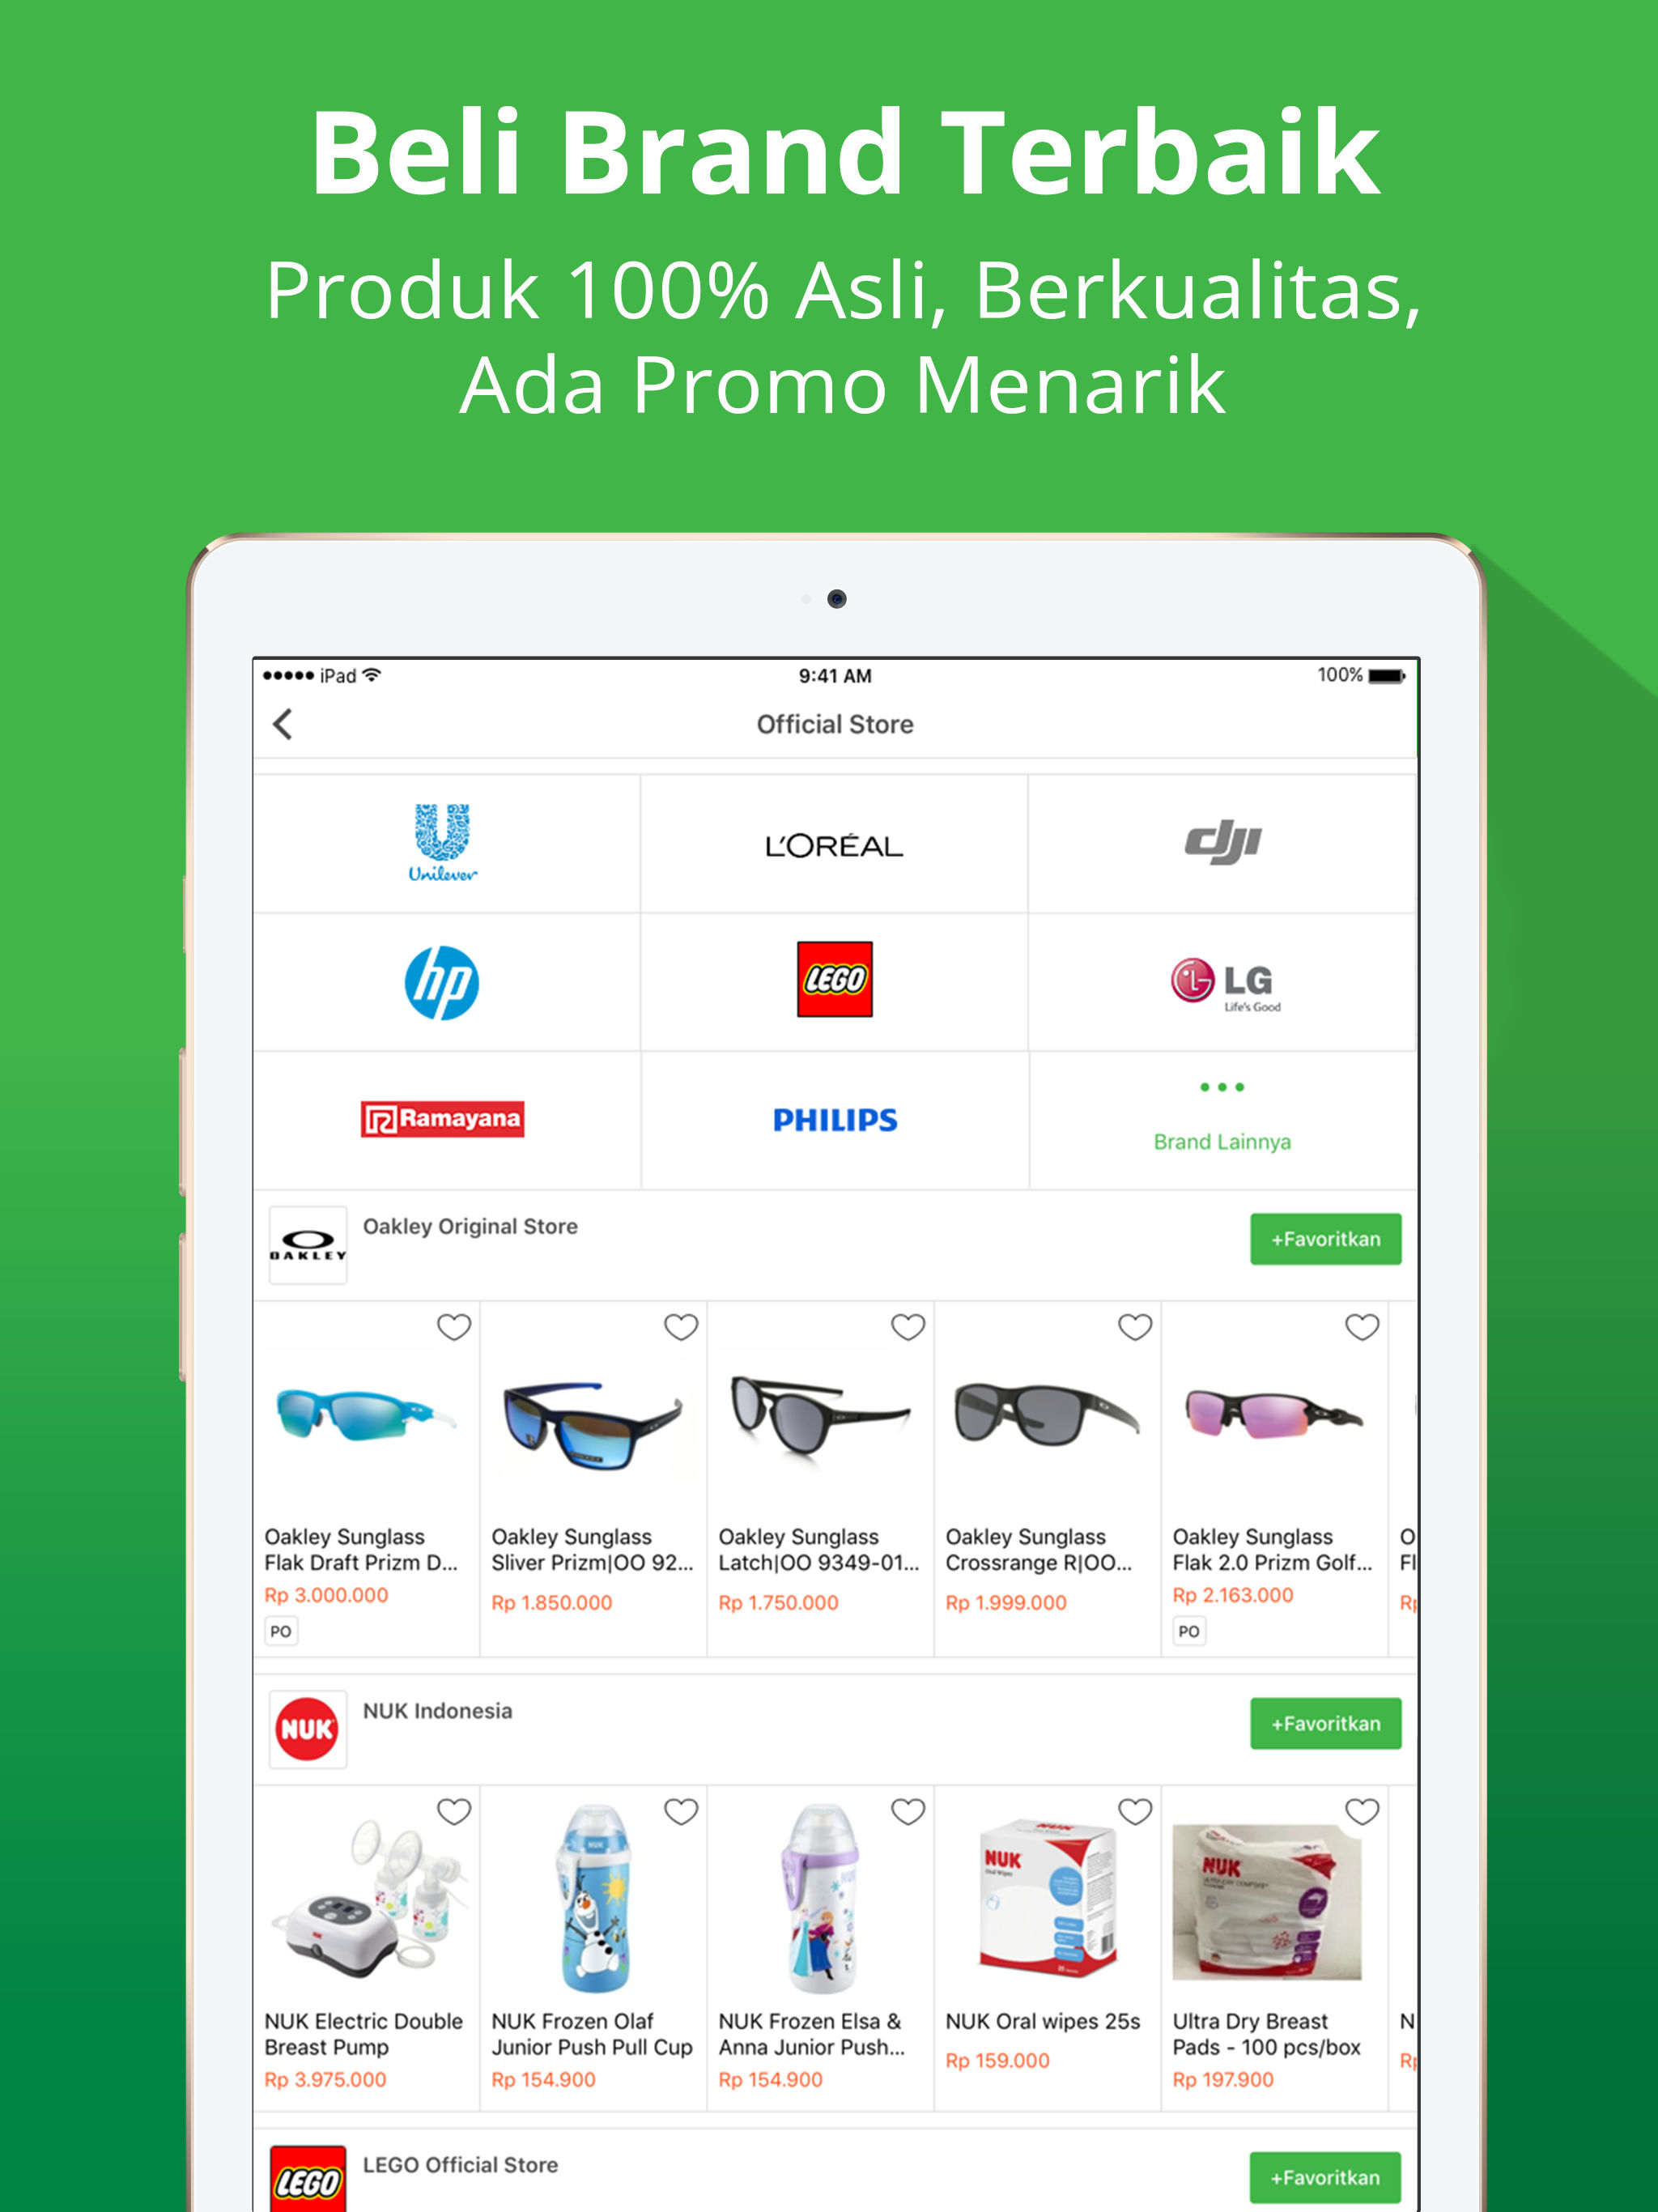 Beli Brand Terbaik
Produk 100% Asli, Berkualitas,
Ada Promo Menarik
iPad
9:41 AM
100%
Official Store
Unilever
L'ORÉAL
dji
hp
LEGO
LG
Life's Good
Ramayana
PHILIPS
Brand Lainnya
OAKLEY
Oakley Original Store
+Favoritkan
Oakley Sunglass
Flak Draft Prizm D...
Rp 3.000.000
PO
Oakley Sunglass
Sliver Prizm|OO 92...
Rp 1.850.000
Oakley Sunglass
Latch|OO 9349-01...
Rp 1.750.000
Oakley Sunglass
Crossrange R|OO...
Rp 1.999.000
Oakley Sunglass
Flak 2.0 Prizm Golf...
Rp 2.163.000
PO
O
Fl
Rp
NUK
NUK Indonesia
+Favoritkan
NUK
Oral Wipes
NUK
NUK Electric Double
Breast Pump
Rp 3.975.000
NUK Frozen Olaf
Junior Push Pull Cup
Rp 154.900
NUK Frozen Elsa &
Anna Junior Push...
Rp 154.900
NUK Oral wipes 25s
Rp 159.000
Ultra Dry Breast
Pads - 100 pcs/box
Rp 197.900
N
Rp
LEGO
LEGO Official Store
+Favoritkan